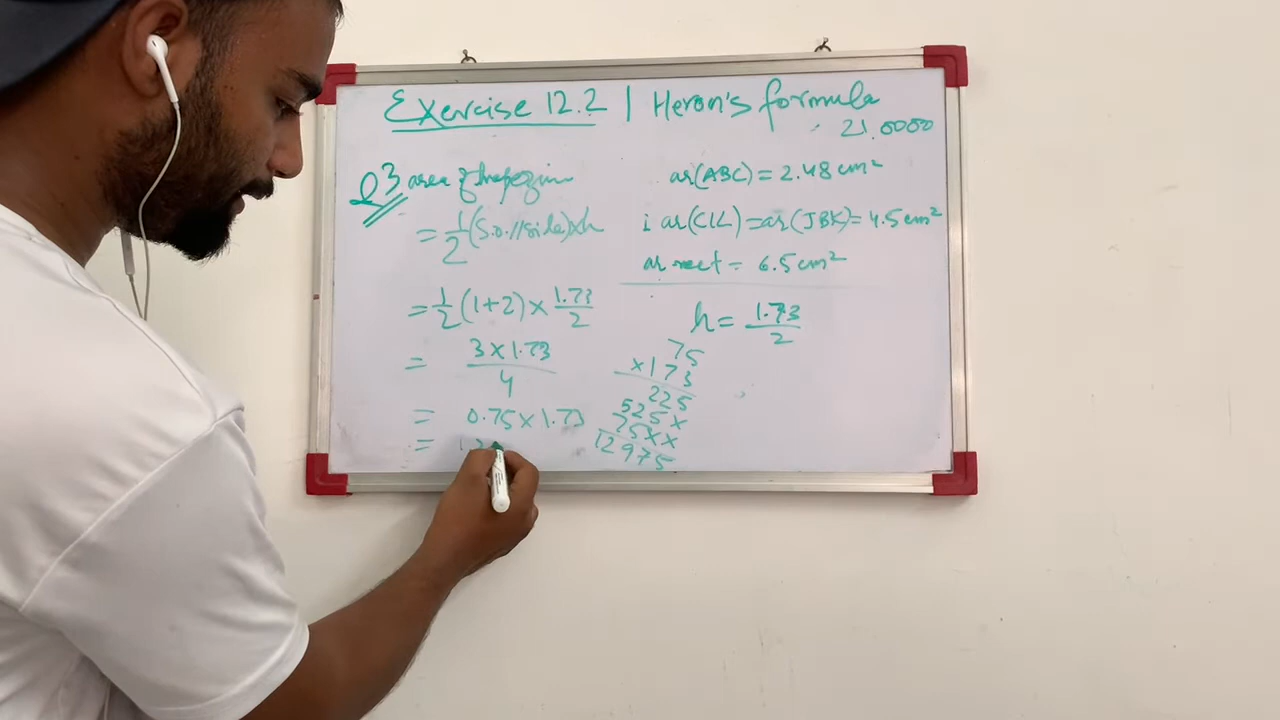 Exercise 12.2 | Heron's formula
21.0000
Q3 area of trapezium
= 1/2 (S.O. // Side) × h
= 1/2 (1+2) × 1.73/2
= 3 × 1.73 / 4
= 0.75 × 1.73
=
ar(ABC) = 2.48 cm²
ar(CIL) = ar(JBK) = 4.5 cm²
ar rect = 6.5 cm²
h = 1.73/2
75
×173
225
525×
75××
12975